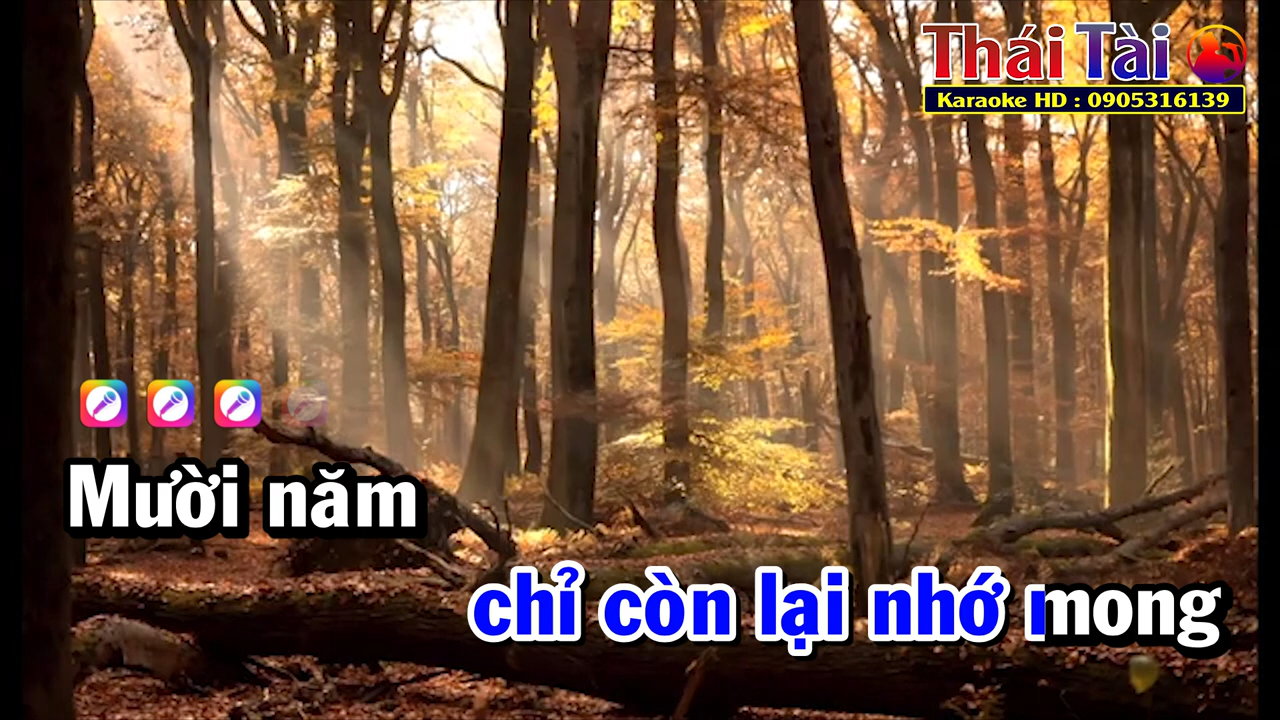 Thái Tài
Karaoke HD : 0905316139
Mười năm
chỉ còn lại nhớ mong